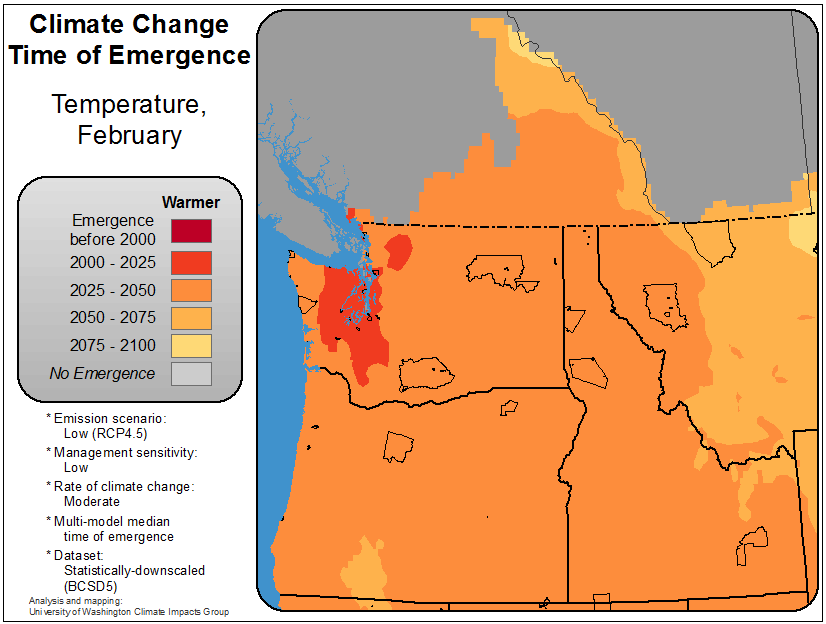 Climate Change
Time of Emergence
Temperature,
February
Warmer
Emergence
before 2000
2000 - 2025
2025 - 2050
2050 - 2075
2075 - 2100
No Emergence
* Emission scenario:
Low (RCP4.5)
* Management sensitivity:
Low
* Rate of climate change:
Moderate
* Multi-model median
time of emergence
* Dataset:
Statistically-downscaled
(BCSD5)
Analysis and mapping:
University of Washington Climate Impacts Group